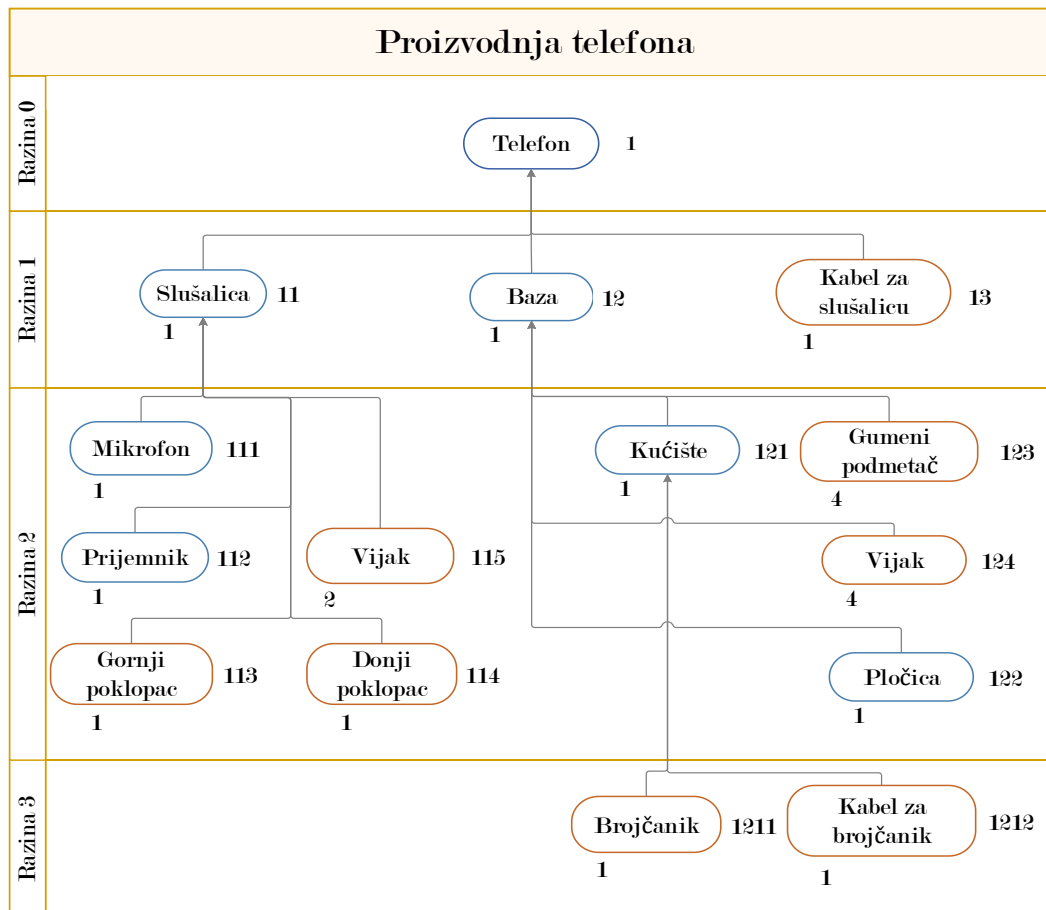 Proizvodnja telefona
Razina 0
Telefon 1
Razina 1
Slušalica 11
1
Baza 12
1
Kabel za
slušalicu 13
1
Razina 2
Mikrofon 111
1
Kućište 121
1
Gumeni
podmetač 123
4
Prijemnik 112
1
Vijak 115
2
Vijak 124
4
Gornji
poklopac 113
1
Donji
poklopac 114
1
Pločica 122
1
Razina 3
Brojčanik 1211
1
Kabel za
brojčanik 1212
1